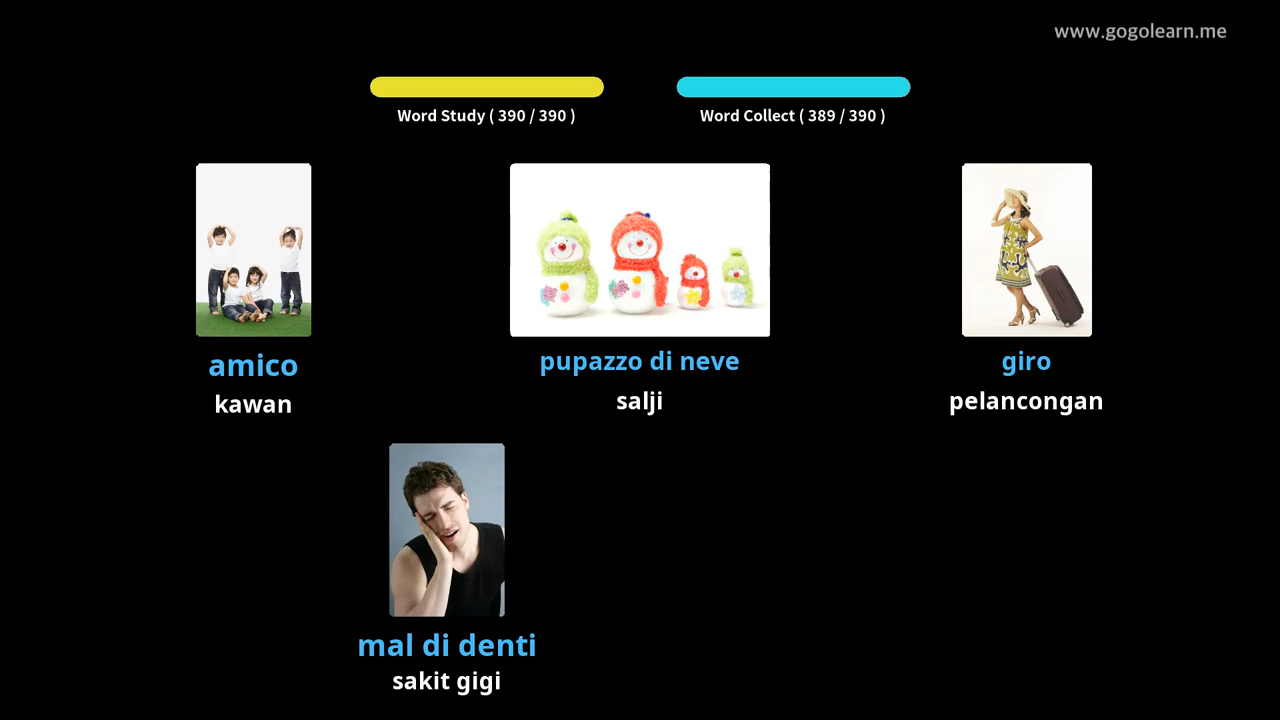 www.gogolearn.me
Word Study ( 390 / 390 )
Word Collect ( 389 / 390 )
amico
kawan
pupazzo di neve
salji
giro
pelancongan
mal di denti
sakit gigi